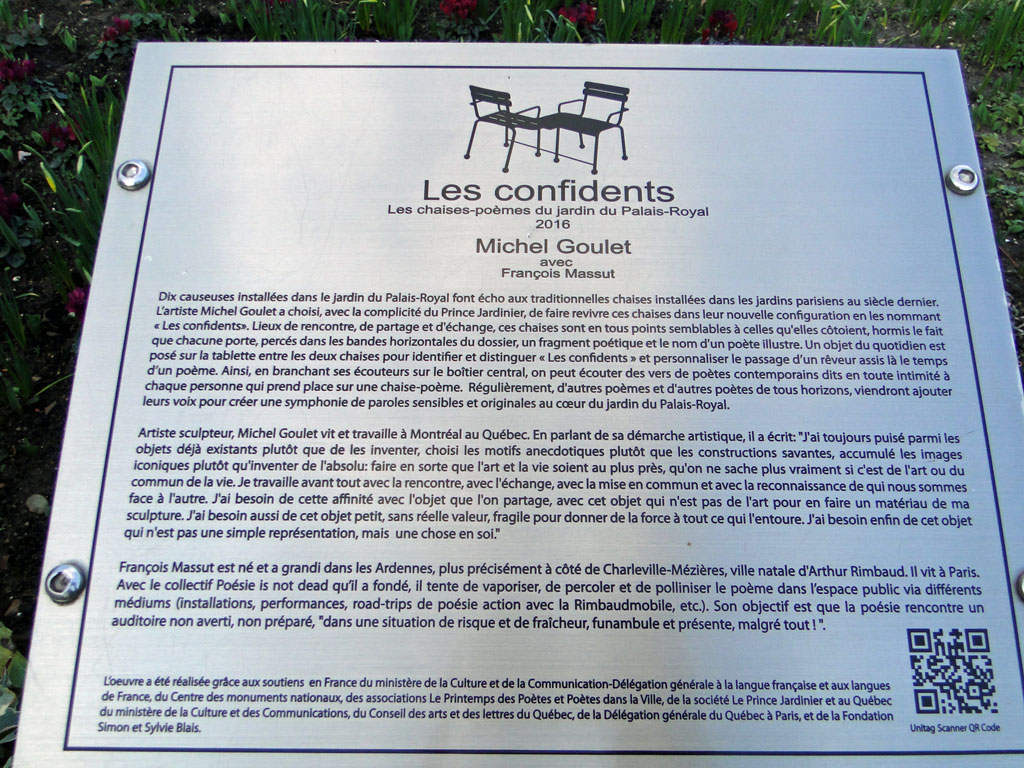 Les confidents
Les chaises-poèmes du jardin du Palais-Royal
2016
Michel Goulet
avec
François Massut
Dix causeuses installées dans le jardin du Palais-Royal font écho aux traditionnelles chaises installées dans les jardins parisiens au siècle dernier.
L'artiste Michel Goulet a choisi, avec la complicité du Prince Jardinier, de faire revivre ces chaises dans leur nouvelle configuration en les nommant
« Les confidents». Lieux de rencontre, de partage et d'échange, ces chaises sont en tous points semblables à celles qu'elles côtoient, hormis le fait
que chacune porte, percés dans les bandes horizontales du dossier, un fragment poétique et le nom d'un poète illustre. Un objet du quotidien est
posé sur la tablette entre les deux chaises pour identifier et distinguer « Les confidents » et personnaliser le passage d'un rêveur assis là le temps
d'un poème. Ainsi, en branchant ses écouteurs sur le boîtier central, on peut écouter des vers de poètes contemporains dits en toute intimité à
chaque personne qui prend place sur une chaise-poème. Régulièrement, d'autres poèmes et d'autres poètes de tous horizons, viendront ajouter
leurs voix pour créer une symphonie de paroles sensibles et originales au cœur du jardin du Palais-Royal.
Artiste sculpteur, Michel Goulet vit et travaille à Montréal au Québec. En parlant de sa démarche artistique, il a écrit: "J'ai toujours puisé parmi les
objets déjà existants plutôt que de les inventer, choisi les motifs anecdotiques plutôt que les constructions savantes, accumulé les images
iconiques plutôt qu'inventer de l'absolu: faire en sorte que l'art et la vie soient au plus près, qu'on ne sache plus vraiment si c'est de l'art ou du
commun de la vie. Je travaille avant tout avec la rencontre, avec l'échange, avec la mise en commun et avec la reconnaissance de qui nous sommes
face à l'autre. J'ai besoin de cette affinité avec l'objet que l'on partage, avec cet objet qui n'est pas de l'art pour en faire un matériau de ma
sculpture. J'ai besoin aussi de cet objet petit, sans réelle valeur, fragile pour donner de la force à tout ce qui l'entoure. J'ai besoin enfin de cet objet
qui n'est pas une simple représentation, mais une chose en soi."
François Massut est né et a grandi dans les Ardennes, plus précisément à côté de Charleville-Mézières, ville natale d'Arthur Rimbaud. Il vit à Paris.
Avec le collectif Poésie is not dead qu'il a fondé, il tente de vaporiser, de percoler et de polliniser le poème dans l'espace public via différents
médiums (installations, performances, road-trips de poésie action avec la Rimbaudmobile, etc.). Son objectif est que la poésie rencontre un
auditoire non averti, non préparé, "dans une situation de risque et de fraîcheur, funambule et présente, malgré tout ! ".
L'oeuvre a été réalisée grâce aux soutiens en France du ministère de la Culture et de la Communication-Délégation générale à la langue française et aux langues
de France, du Centre des monuments nationaux, des associations Le Printemps des Poètes et Poètes dans la Ville, de la société Le Prince Jardinier et au Québec
du ministère de la Culture et des Communications, du Conseil des arts et des lettres du Québec, de la Délégation générale du Québec à Paris, et de la Fondation
Simon et Sylvie Blais.
Unitag Scanner QR Code